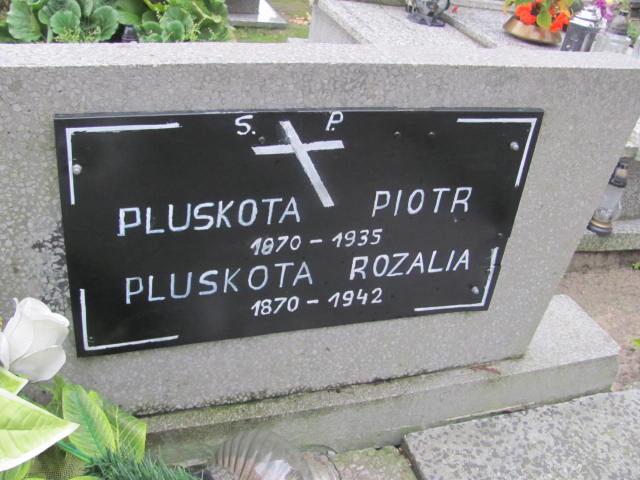 S. P.
PLUSKOTA PIOTR
1870 - 1935
PLUSKOTA ROZALIA
1870 - 1942